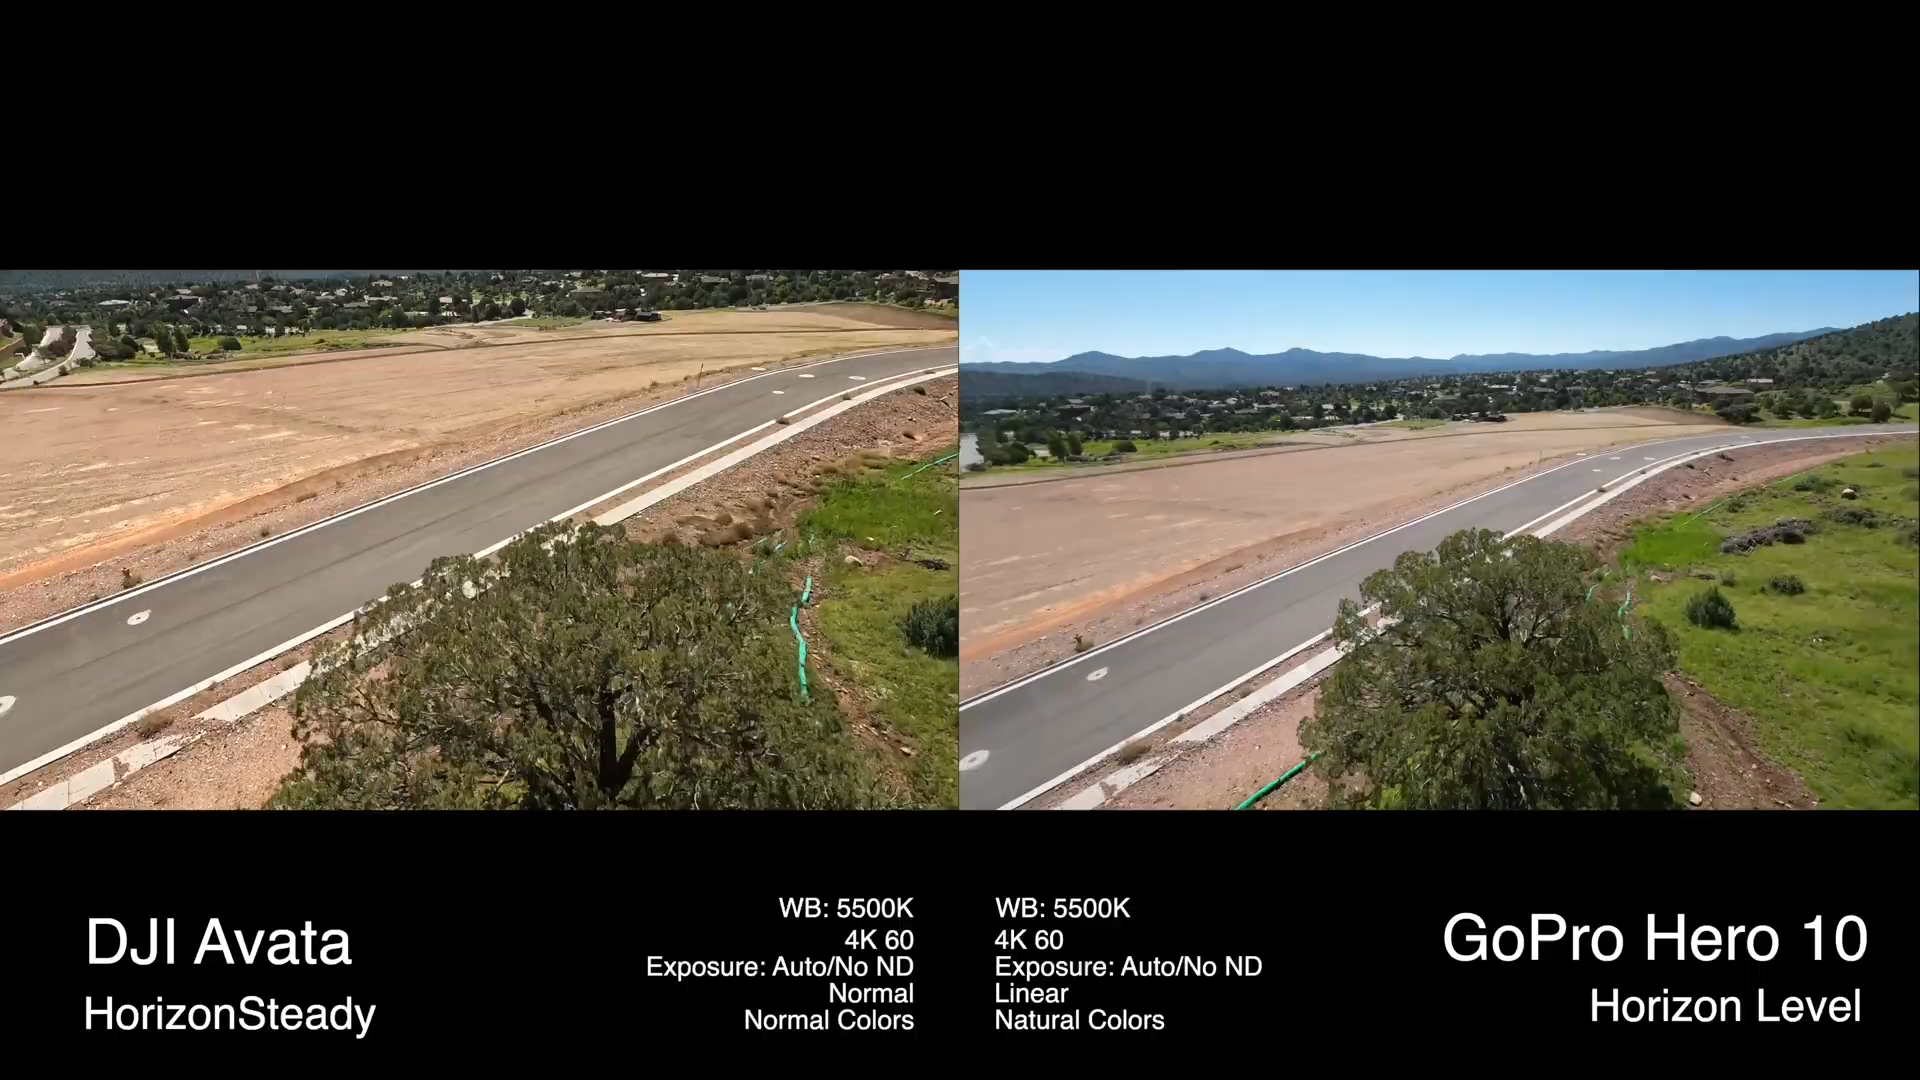 DJI Avata
HorizonSteady
WB: 5500K
4K 60
Exposure: Auto/No ND
Normal
Normal Colors
WB: 5500K
4K 60
Exposure: Auto/No ND
Linear
Natural Colors
GoPro Hero 10
Horizon Level